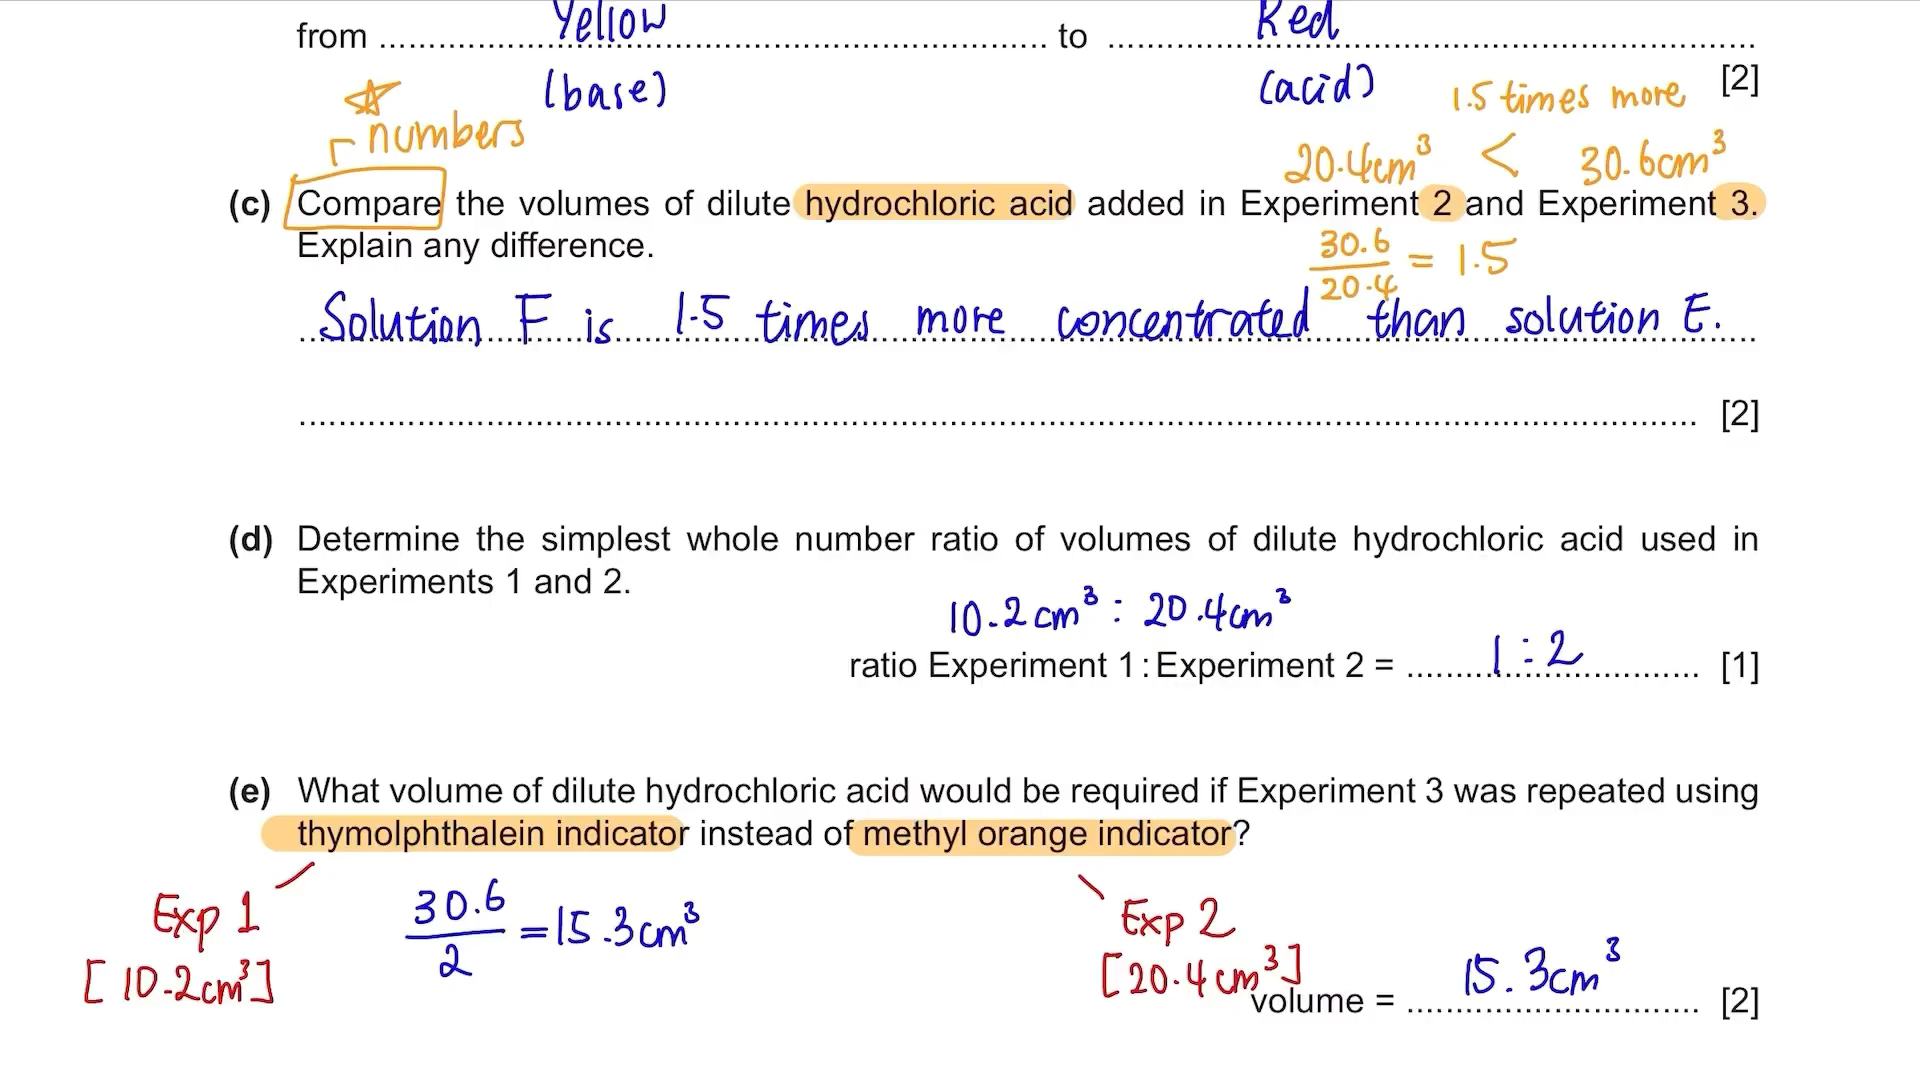 from Yellow to Red
(base) (acid) [2]
☆ 1.5 times more
numbers
20.4cm³ < 30.6cm³
(c) Compare the volumes of dilute hydrochloric acid added in Experiment 2 and Experiment 3.
Explain any difference.
30.6/20.4 = 1.5
Solution F is 1.5 times more concentrated than solution E.
[2]
(d) Determine the simplest whole number ratio of volumes of dilute hydrochloric acid used in
Experiments 1 and 2.
10.2cm³ : 20.4cm³
ratio Experiment 1 : Experiment 2 = 1:2 [1]
(e) What volume of dilute hydrochloric acid would be required if Experiment 3 was repeated using
thymolphthalein indicator instead of methyl orange indicator?
Exp 1 30.6/2 = 15.3cm³ Exp 2
[10.2cm³] [20.4cm³]
volume = 15.3cm³ [2]